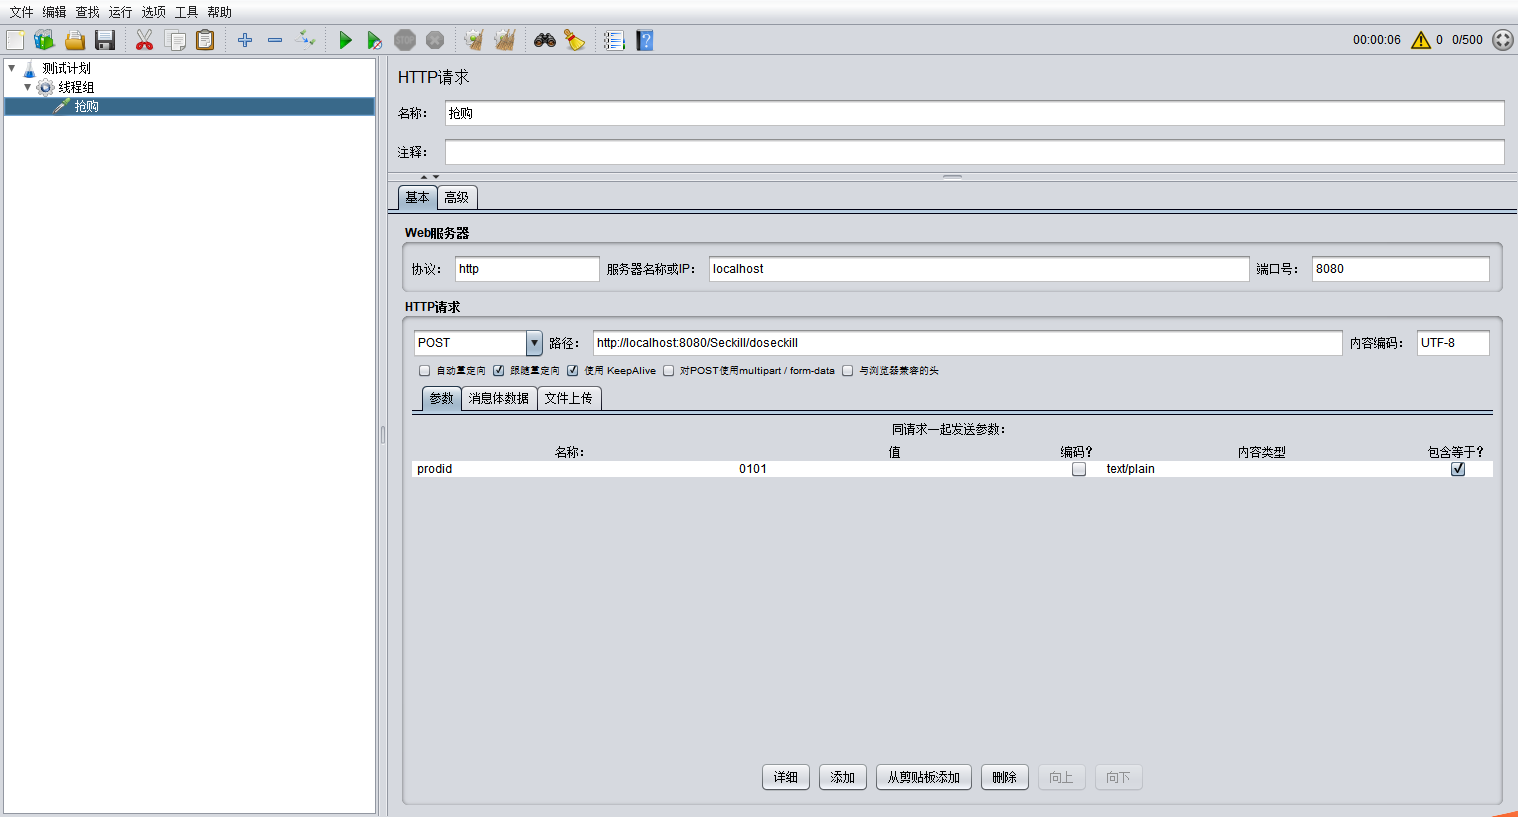 文件 编辑 查找 运行 选项 工具 帮助
STOP
00:00:06 0 0/500
测试计划
线程组
抢购
HTTP请求
名称： 抢购
注释：
基本 高级
Web服务器
协议： http 服务器名称或IP： localhost 端口号： 8080
HTTP请求
POST 路径： http://localhost:8080/Seckill/doseckill 内容编码： UTF-8
自动重定向 跟随重定向 使用 KeepAlive 对POST使用multipart / form-data 与浏览器兼容的头
参数 消息体数据 文件上传
同请求一起发送参数：
名称： 值 编码？ 内容类型 包含等于？
prodid 0101 text/plain
详细 添加 从剪贴板添加 删除 向上 向下